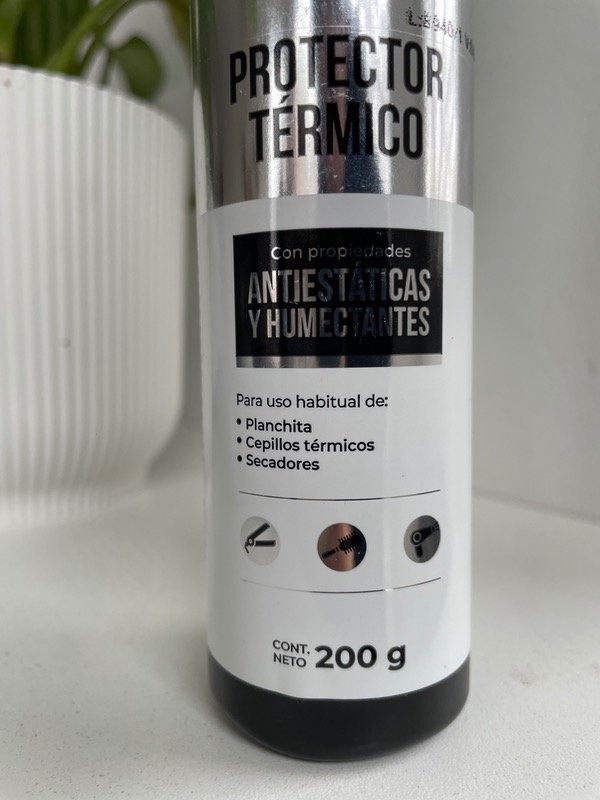 PROTECTOR
TÉRMICO
Con propiedades
ANTIESTÁTICAS
Y HUMECTANTES
Para uso habitual de:
• Planchita
• Cepillos térmicos
• Secadores
CONT.
NETO 200 g